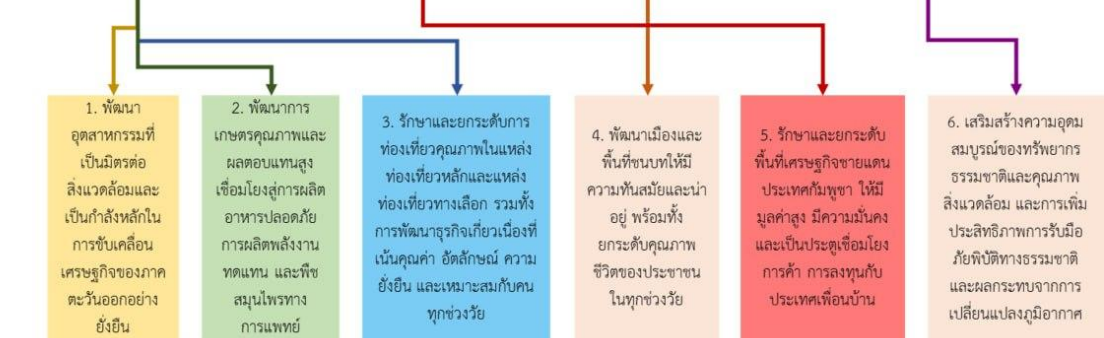 1. พัฒนา
อุตสาหกรรมที่
เป็นมิตรต่อ
สิ่งแวดล้อมและ
เป็นกำลังหลักใน
การขับเคลื่อน
เศรษฐกิจของภาค
ตะวันออกอย่าง
ยั่งยืน
2. พัฒนาการ
เกษตรคุณภาพและ
ผลตอบแทนสูง
เชื่อมโยงสู่การผลิต
อาหารปลอดภัย
การผลิตพลังงาน
ทดแทน และพืช
สมุนไพรทาง
การแพทย์
3. รักษาและยกระดับการ
ท่องเที่ยวคุณภาพในแหล่ง
ท่องเที่ยวหลักและแหล่ง
ท่องเที่ยวทางเลือก รวมทั้ง
การพัฒนาธุรกิจเกี่ยวเนื่องที่
เน้นคุณค่า อัตลักษณ์ ความ
ยั่งยืน และเหมาะสมกับคน
ทุกช่วงวัย
4. พัฒนาเมืองและ
พื้นที่ชนบทให้มี
ความทันสมัยและน่า
อยู่ พร้อมทั้ง
ยกระดับคุณภาพ
ชีวิตของประชาชน
ในทุกช่วงวัย
5. รักษาและยกระดับ
พื้นที่เศรษฐกิจชายแดน
ประเทศกัมพูชา ให้มี
มูลค่าสูง มีความมั่นคง
และเป็นประตูเชื่อมโยง
การค้า การลงทุนกับ
ประเทศเพื่อนบ้าน
6. เสริมสร้างความอุดม
สมบูรณ์ของทรัพยากร
ธรรมชาติและคุณภาพ
สิ่งแวดล้อม และการเพิ่ม
ประสิทธิภาพการรับมือ
ภัยพิบัติทางธรรมชาติ
และผลกระทบจากการ
เปลี่ยนแปลงภูมิอากาศ